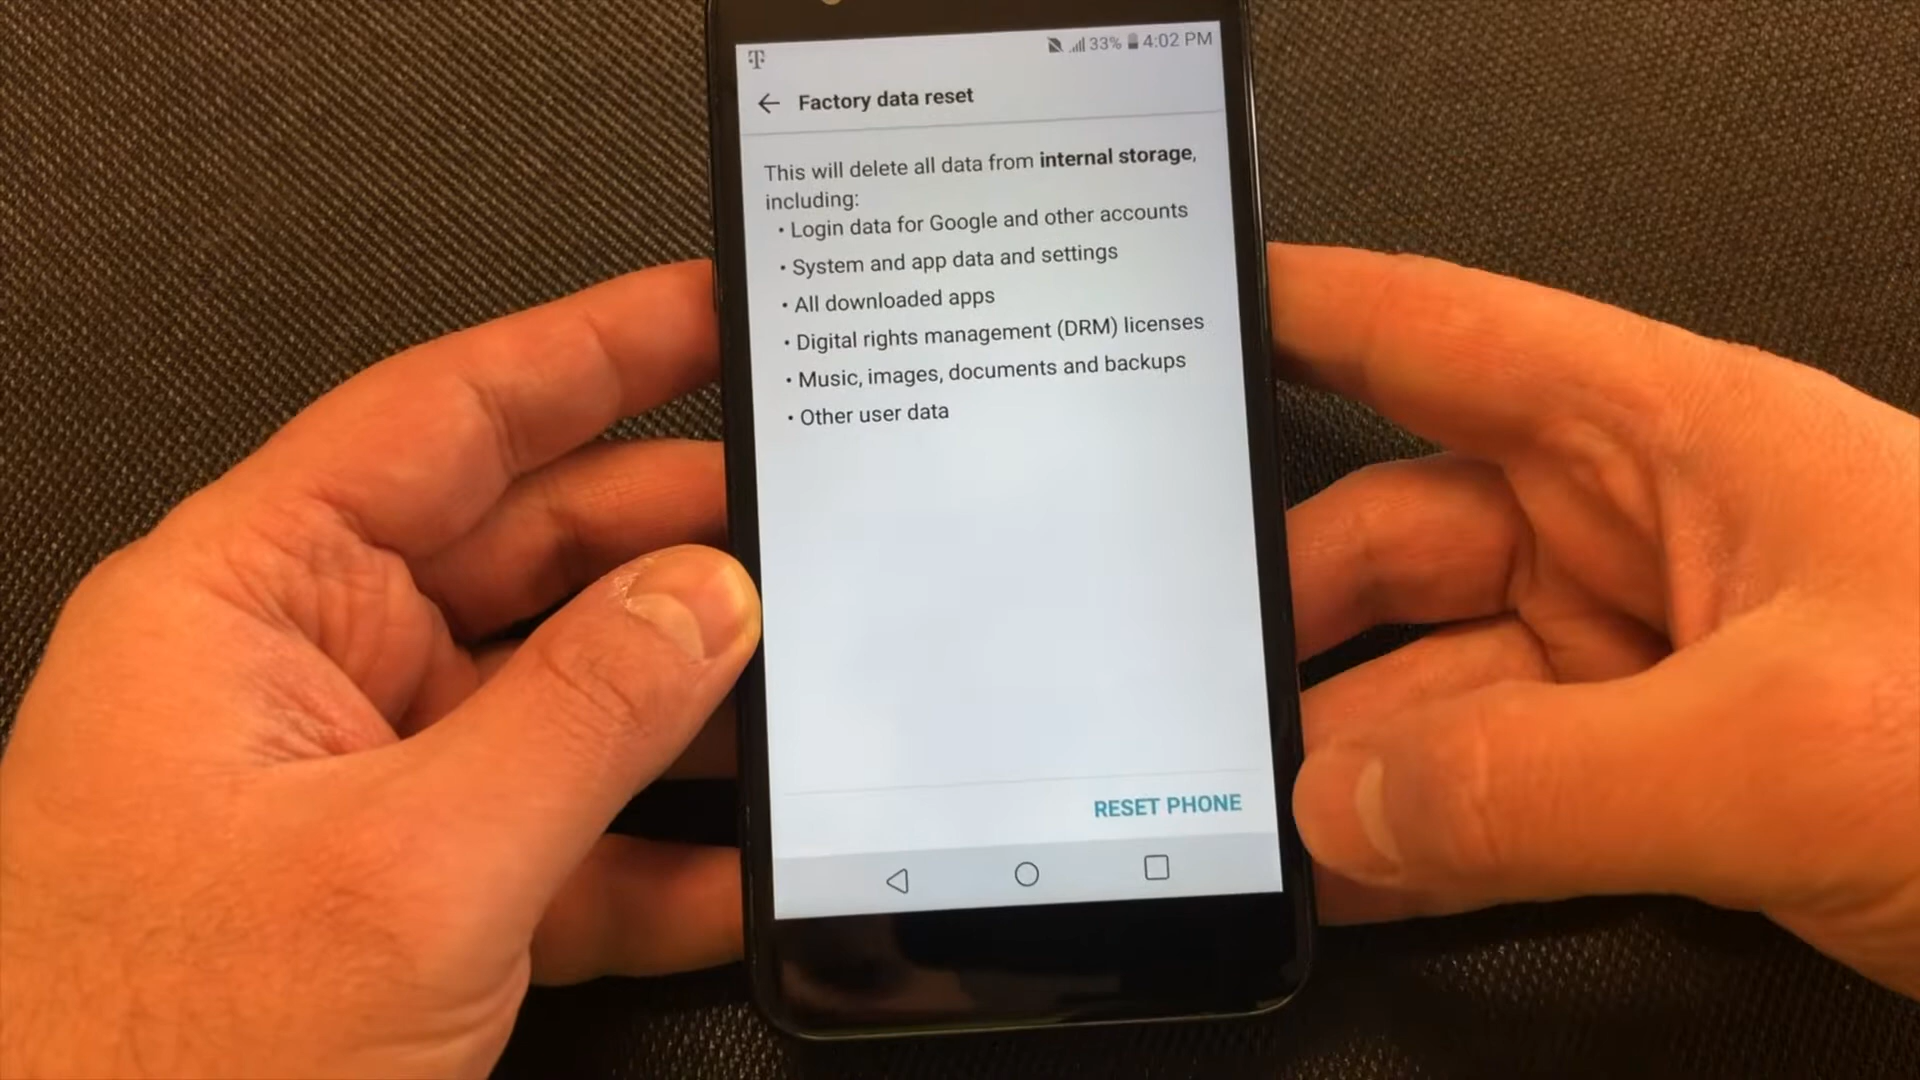 T 33% 4:02 PM
Factory data reset
This will delete all data from internal storage,
including:
• Login data for Google and other accounts
• System and app data and settings
• All downloaded apps
• Digital rights management (DRM) licenses
• Music, images, documents and backups
• Other user data
RESET PHONE